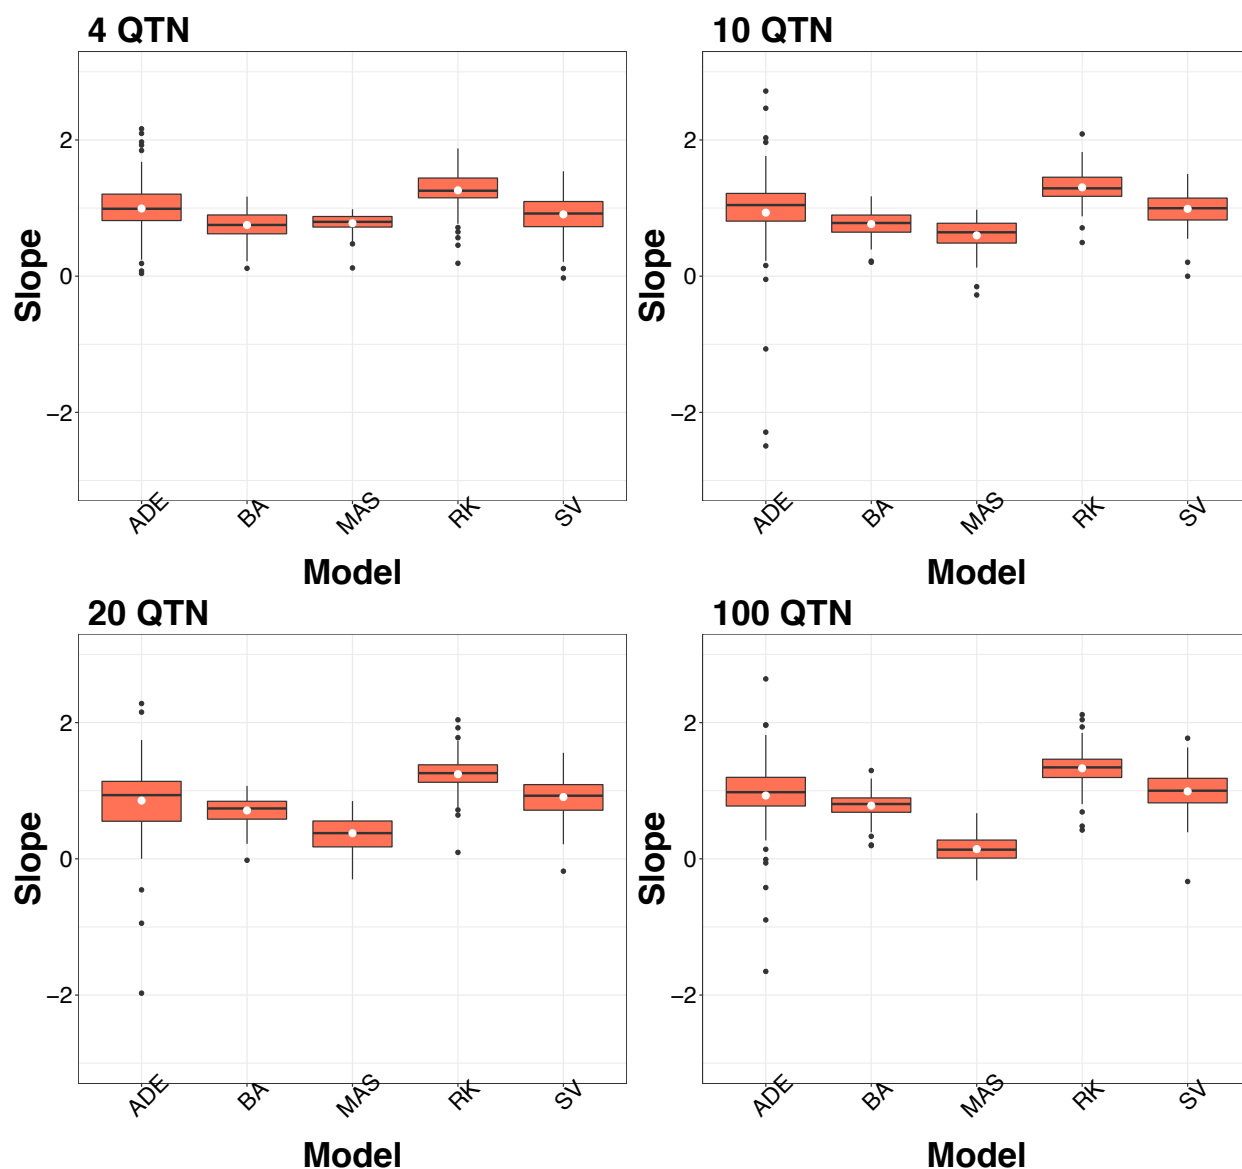 4 QTN
2
0
−2
Slope
ADE BA MAS RK SV
Model
10 QTN
2
0
−2
Slope
ADE BA MAS RK SV
Model
20 QTN
2
0
−2
Slope
ADE BA MAS RK SV
Model
100 QTN
2
0
−2
Slope
ADE BA MAS RK SV
Model